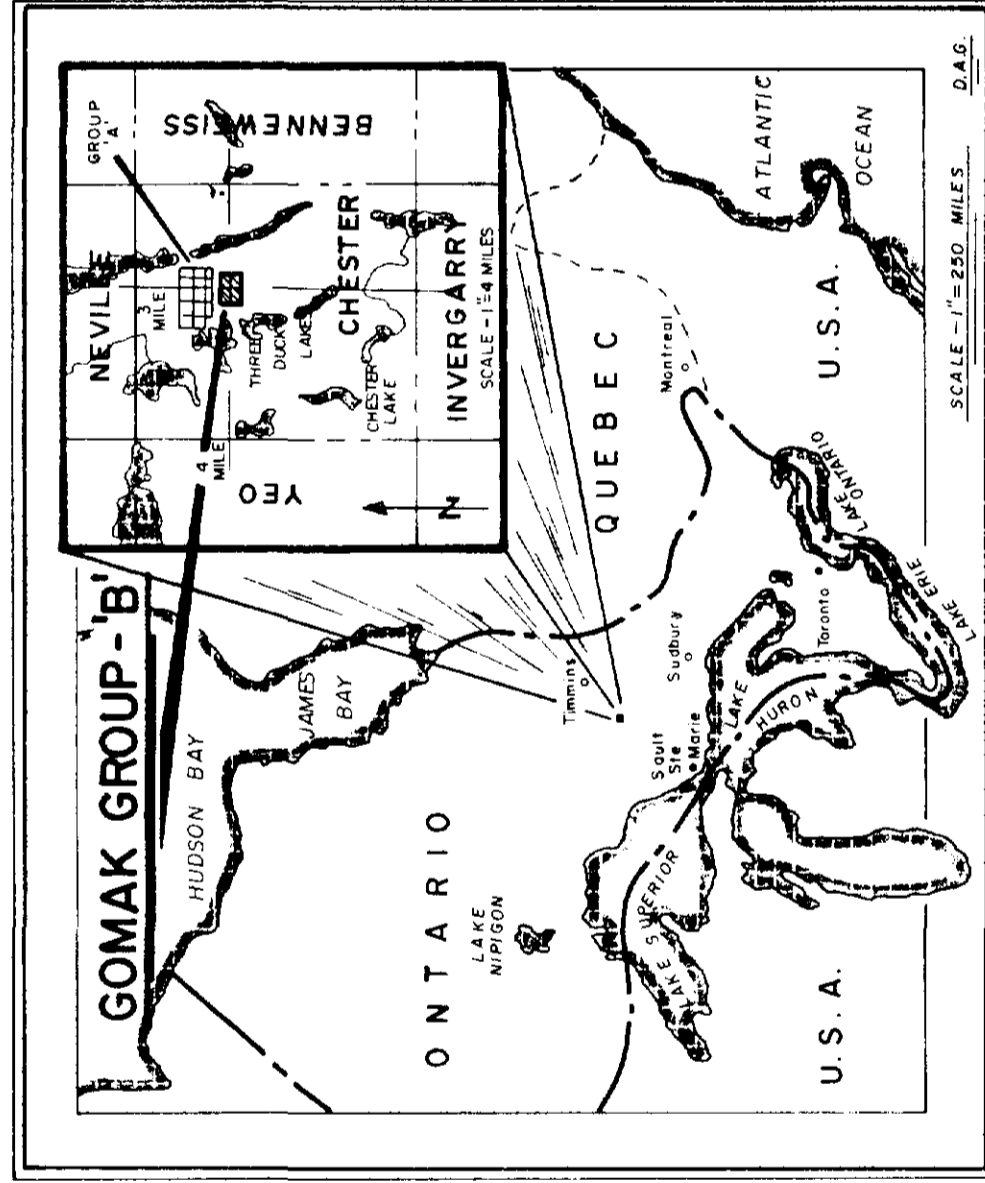 GOMAK GROUP-'B'
HUDSON BAY
JAMES
BAY
ONTARIO
LAKE
NIPIGON
LAKE SUPERIOR
U.S.A.
Sault
Ste
Marie
LAKE
HURON
Timmins
Sudbury
Toronto
LAKE ERIE
LAKE ONTARIO
QUEBEC
Montreal
U.S.A.
ATLANTIC
OCEAN
SCALE - 1"=250 MILES
D.A.G.
GROUP
'A'
NEVILLE
3
MILE
4
MILE
BENNEWEISS
YEO
THREE
DUCK
LAKES
CHESTER
LAKE
CHESTER
INVERGARRY
SCALE - 1"=4 MILES
N